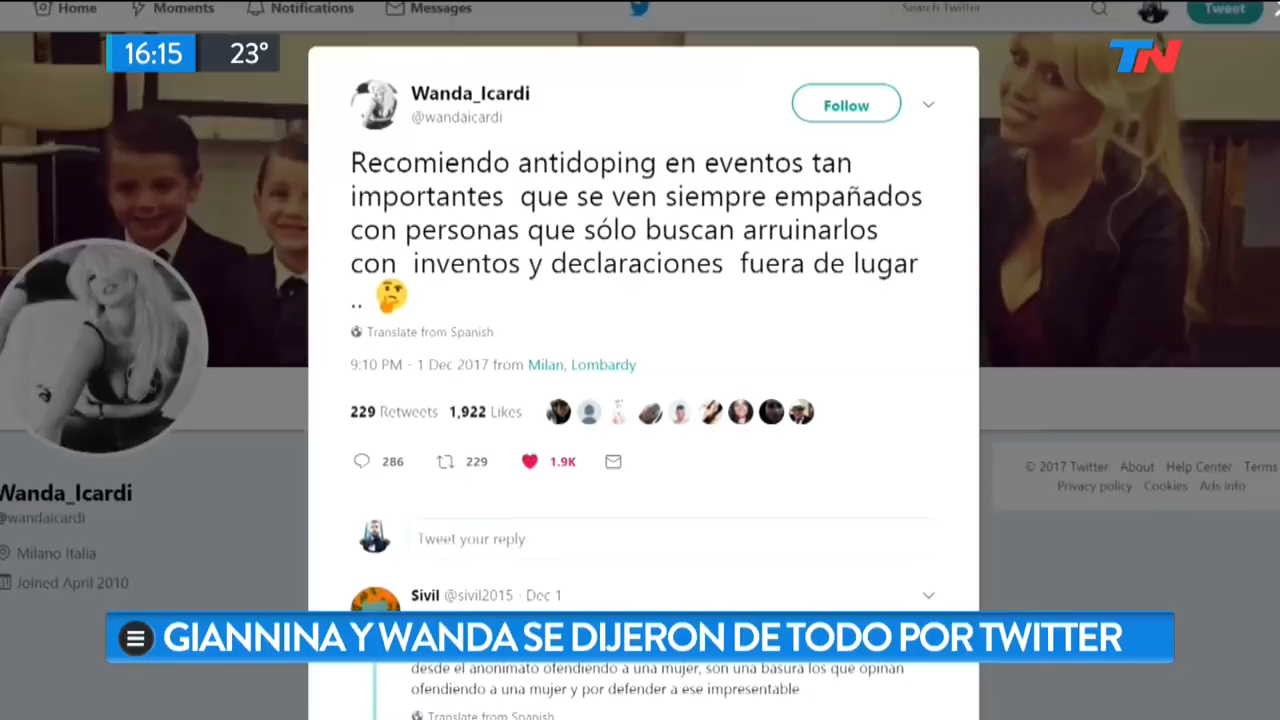 Home Moments Notifications Messages Search Twitter Tweet
16:15 23°
TN
Wanda_Icardi
@wandaicardi
Follow
Recomiendo antidoping en eventos tan
importantes que se ven siempre empañados
con personas que sólo buscan arruinarlos
con inventos y declaraciones fuera de lugar
..
Translate from Spanish
9:10 PM - 1 Dec 2017 from Milan, Lombardy
229 Retweets 1,922 Likes
286 229 1.9K
Wanda_Icardi
@wandaicardi
Milano Italia
Joined April 2010
© 2017 Twitter About Help Center Terms
Privacy policy Cookies Ads info
Tweet your reply
Sivil @sivil2015 · Dec 1
GIANNINA Y WANDA SE DIJERON DE TODO POR TWITTER
desde el anonimato ofendiendo a una mujer, son una basura los que opinan
ofendiendo a una mujer y por defender a ese impresentable
Translate from Spanish